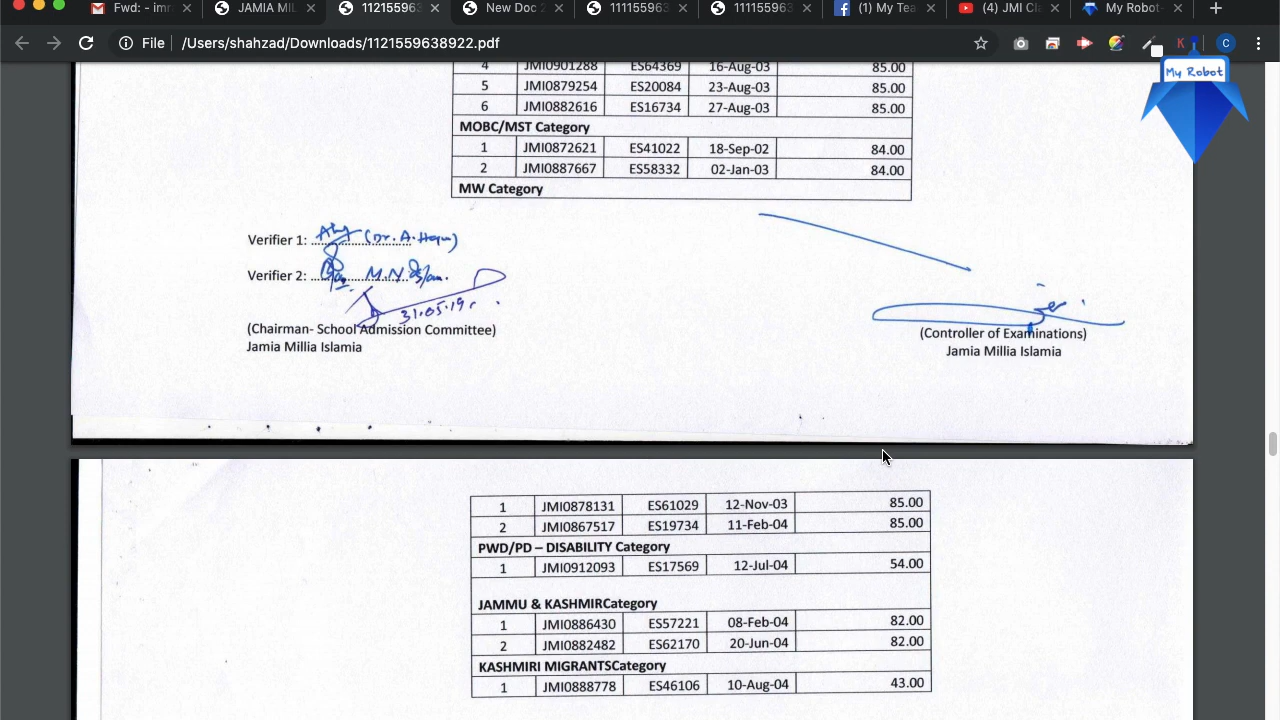 Fwd: - imr
JAMIA MIL
1121559638
New Doc 2
1111559638
1111559638
(1) My Tea
(4) JMI Cla
My Robot-
File | /Users/shahzad/Downloads/1121559638922.pdf
K
C
My Robot
4 JMI0901288 ES64369 16-Aug-03 85.00
5 JMI0879254 ES20084 23-Aug-03 85.00
6 JMI0882616 ES16734 27-Aug-03 85.00
MOBC/MST Category
1 JMI0872621 ES41022 18-Sep-02 84.00
2 JMI0887667 ES58332 02-Jan-03 84.00
MW Category
Verifier 1:
Verifier 2: M.N
31.05.19
(Chairman- School Admission Committee)
Jamia Millia Islamia
(Controller of Examinations)
Jamia Millia Islamia
1 JMI0878131 ES61029 12-Nov-03 85.00
2 JMI0867517 ES19734 11-Feb-04 85.00
PWD/PD – DISABILITY Category
1 JMI0912093 ES17569 12-Jul-04 54.00
JAMMU & KASHMIRCategory
1 JMI0886430 ES57221 08-Feb-04 82.00
2 JMI0882482 ES62170 20-Jun-04 82.00
KASHMIRI MIGRANTSCategory
1 JMI0888778 ES46106 10-Aug-04 43.00